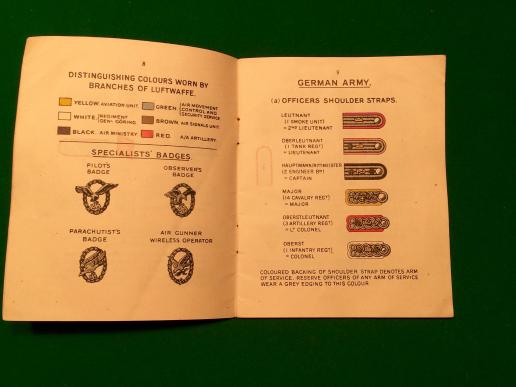 8
DISTINGUISHING COLOURS WORN BY
BRANCHES OF LUFTWAFFE.
YELLOW. AVIATION UNIT.
GREEN. AIR MOVEMENT
CONTROL AND
SECURITY SERVICE
WHITE. REGIMENT
GEN: GÖRING
BROWN. AIR SIGNALS UNIT.
BLACK. AIR MINISTRY.
RED. A/A ARTILLERY.
SPECIALISTS' BADGES.
PILOT'S
BADGE
OBSERVER'S
BADGE
PARACHUTIST'S
BADGE
AIR GUNNER
WIRELESS OPERATOR
9
GERMAN ARMY.
(a) OFFICERS SHOULDER STRAPS.
LEUTNANT
(1 SMOKE UNIT)
= 2ND LIEUTENANT
OBERLEUTNANT
(1 TANK REGT)
= LIEUTENANT
HAUPTMANN/RITTMEISTER
(2 ENGINEER BN)
= CAPTAIN
MAJOR
(14 CAVALRY REGT)
= MAJOR
OBERSTLEUTNANT
(3 ARTILLERY REGT)
= LT COLONEL
OBERST
(1 INFANTRY REGT)
= COLONEL
COLOURED BACKING OF SHOULDER STRAP DENOTES ARM
OF SERVICE. RESERVE OFFICERS OF ANY ARM OF SERVICE
WEAR A GREY EDGING TO THIS COLOUR